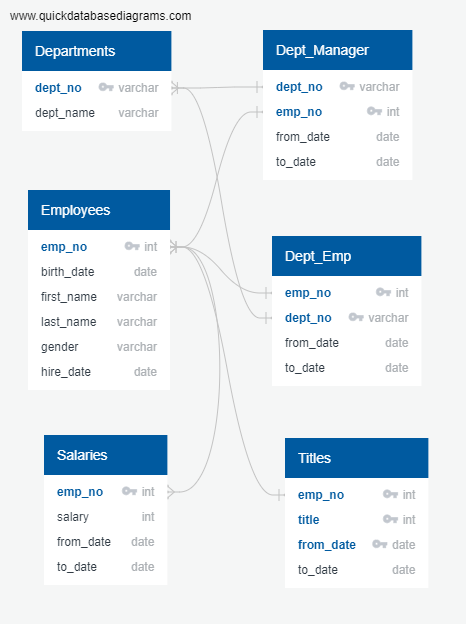 www.quickdatabasediagrams.com
Departments
dept_no varchar
dept_name varchar
Dept_Manager
dept_no varchar
emp_no int
from_date date
to_date date
Employees
emp_no int
birth_date date
first_name varchar
last_name varchar
gender varchar
hire_date date
Dept_Emp
emp_no int
dept_no varchar
from_date date
to_date date
Salaries
emp_no int
salary int
from_date date
to_date date
Titles
emp_no int
title int
from_date date
to_date date